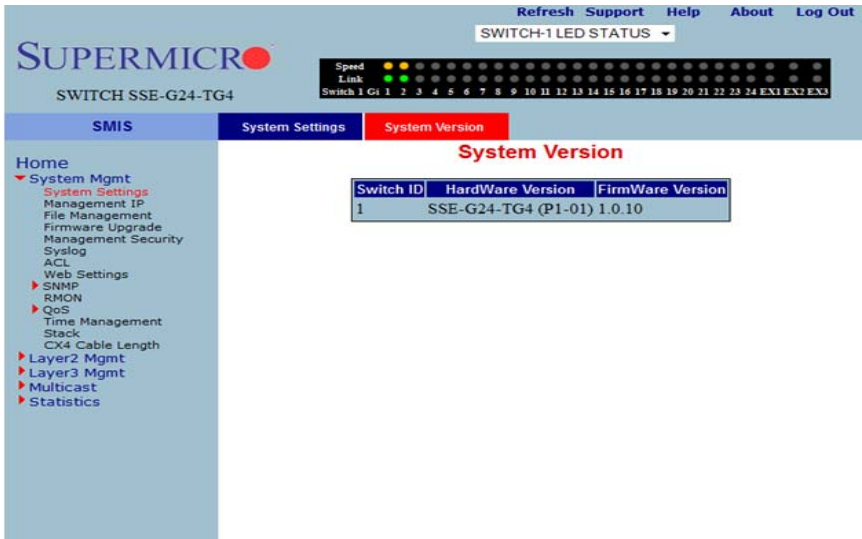 Refresh Support Help About Log Out
SWITCH-1 LED STATUS
SUPERMICRO
SWITCH SSE-G24-TG4
Speed
Link
Switch 1 Gi 1 2 3 4 5 6 7 8 9 10 11 12 13 14 15 16 17 18 19 20 21 22 23 24 EX1 EX2 EX3
SMIS
System Settings
System Version
Home
System Mgmt
System Settings
Management IP
File Management
Firmware Upgrade
Management Security
Syslog
ACL
Web Settings
SNMP
RMON
QoS
Time Management
Stack
CX4 Cable Length
Layer2 Mgmt
Layer3 Mgmt
Multicast
Statistics
System Version
Switch ID HardWare Version FirmWare Version
1 SSE-G24-TG4 (P1-01) 1.0.10